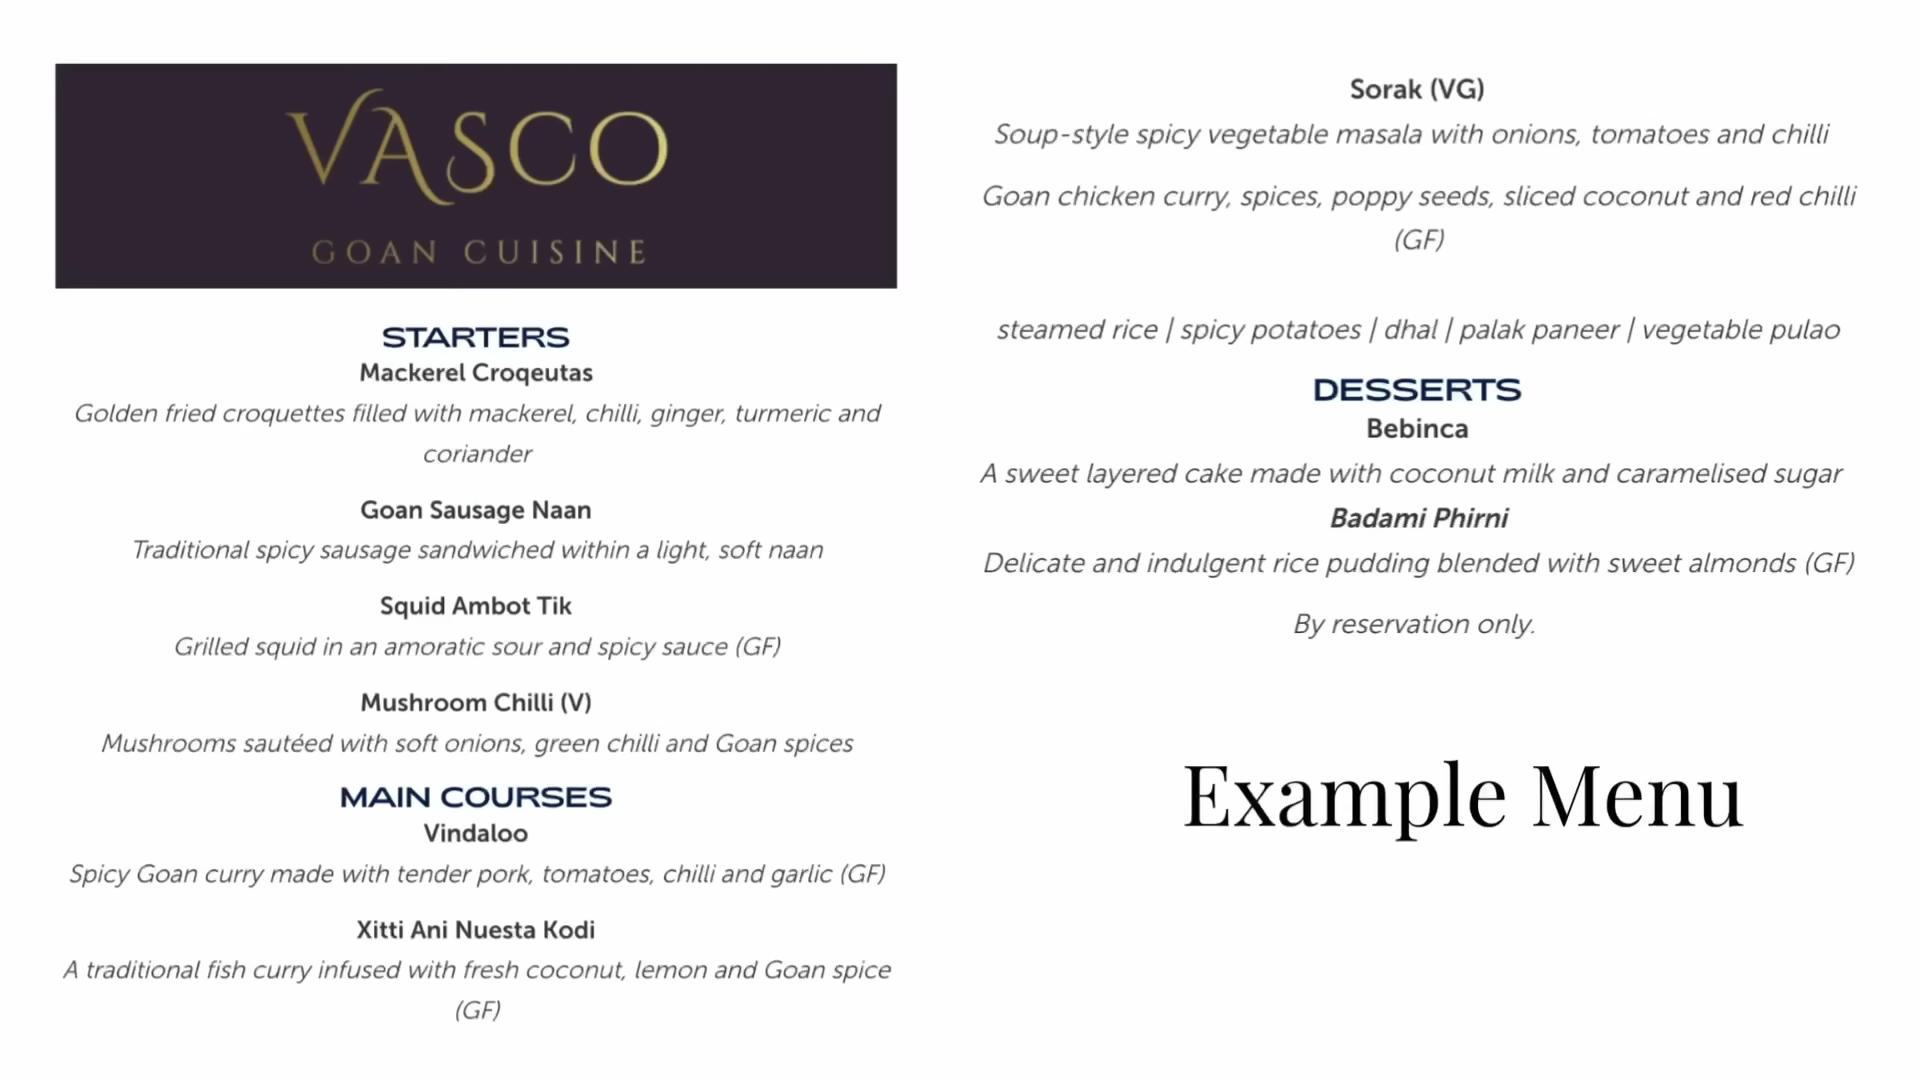 VASCO
GOAN CUISINE
STARTERS
Mackerel Croqeutas
Golden fried croquettes filled with mackerel, chilli, ginger, turmeric and
coriander
Goan Sausage Naan
Traditional spicy sausage sandwiched within a light, soft naan
Squid Ambot Tik
Grilled squid in an amoratic sour and spicy sauce (GF)
Mushroom Chilli (V)
Mushrooms sautéed with soft onions, green chilli and Goan spices
MAIN COURSES
Vindaloo
Spicy Goan curry made with tender pork, tomatoes, chilli and garlic (GF)
Xitti Ani Nuesta Kodi
A traditional fish curry infused with fresh coconut, lemon and Goan spice
(GF)
Sorak (VG)
Soup-style spicy vegetable masala with onions, tomatoes and chilli
Goan chicken curry, spices, poppy seeds, sliced coconut and red chilli
(GF)
steamed rice | spicy potatoes | dhal | palak paneer | vegetable pulao
DESSERTS
Bebinca
A sweet layered cake made with coconut milk and caramelised sugar
Badami Phirni
Delicate and indulgent rice pudding blended with sweet almonds (GF)
By reservation only.
Example Menu